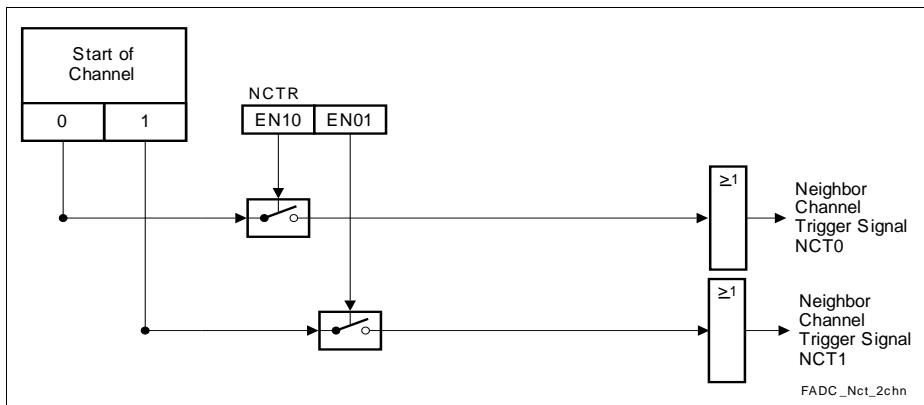 Start of
Channel
0 1
NCTR
EN10 EN01
≥1
Neighbor
Channel
Trigger Signal
NCT0
≥1
Neighbor
Channel
Trigger Signal
NCT1
FADC_Nct_2chn